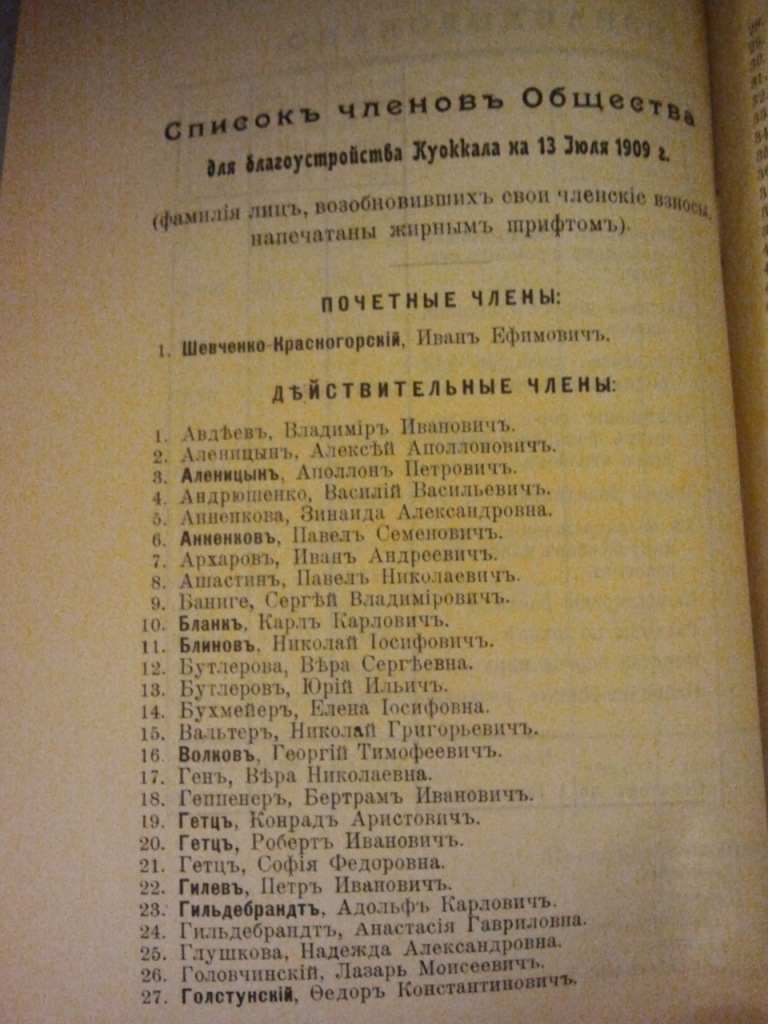 Списокъ членовъ Общества
для благоустройства Куоккала на 13 Іюля 1909 г.
(фамиліи лицъ, возобновившихъ свои членскіе взносы,
напечатаны жирнымъ шрифтомъ).
ПОЧЕТНЫЕ ЧЛЕНЫ:
1. Шевченко-Красногорскій, Иванъ Ефимовичъ.
ДѢЙСТВИТЕЛЬНЫЕ ЧЛЕНЫ:
1. Авдѣевъ, Владиміръ Ивановичъ.
2. Аленицынъ, Алексѣй Аполлоновичъ.
3. Аленицынъ, Аполлонъ Петровичъ.
4. Андрюшенко, Василій Васильевичъ.
5. Анненкова, Зинаида Александровна.
6. Анненковъ, Павелъ Семеновичъ.
7. Архаровъ, Иванъ Андреевичъ.
8. Ашастинъ, Павелъ Николаевичъ.
9. Баниге, Сергѣй Владиміровичъ.
10. Бланкъ, Карлъ Карловичъ.
11. Блиновъ, Николай Іосифовичъ.
12. Бутлерова, Вѣра Сергѣевна.
13. Бутлеровъ, Юрій Ильичъ.
14. Бухмейеръ, Елена Іосифовна.
15. Вальтеръ, Николай Григорьевичъ.
16. Волковъ, Георгій Тимофеевичъ.
17. Генъ, Вѣра Николаевна.
18. Геппенеръ, Бертрамъ Ивановичъ.
19. Гетцъ, Конрадъ Аристовичъ.
20. Гетцъ, Робертъ Ивановичъ.
21. Гетцъ, Софія Федоровна.
22. Гилевъ, Петръ Ивановичъ.
23. Гильдебрандтъ, Адольфъ Карловичъ.
24. Гильдебрандтъ, Анастасія Гавриловна.
25. Глушкова, Надежда Александровна.
26. Головчинскій, Лазарь Моисеевичъ.
27. Голстунскій, Ѳедоръ Константиновичъ.